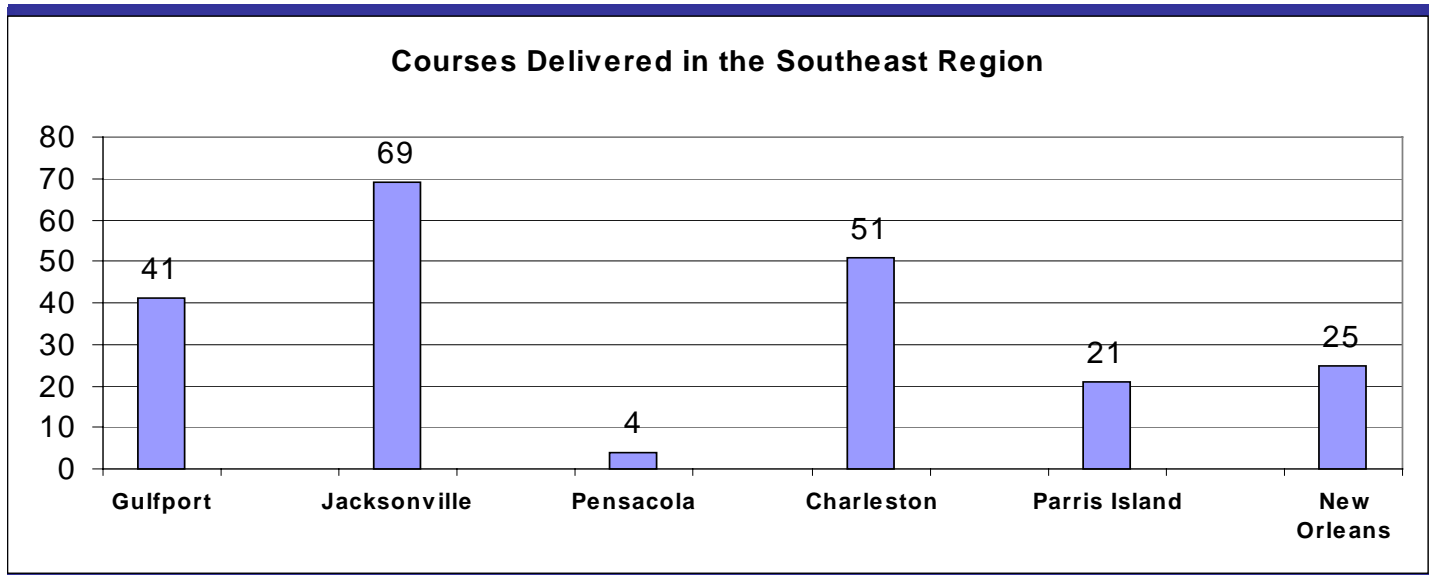 Courses Delivered in the Southeast Region
80
70
60
50
40
30
20
10
0
41
69
4
51
21
25
Gulfport
Jacksonville
Pensacola
Charleston
Parris Island
New
Orleans